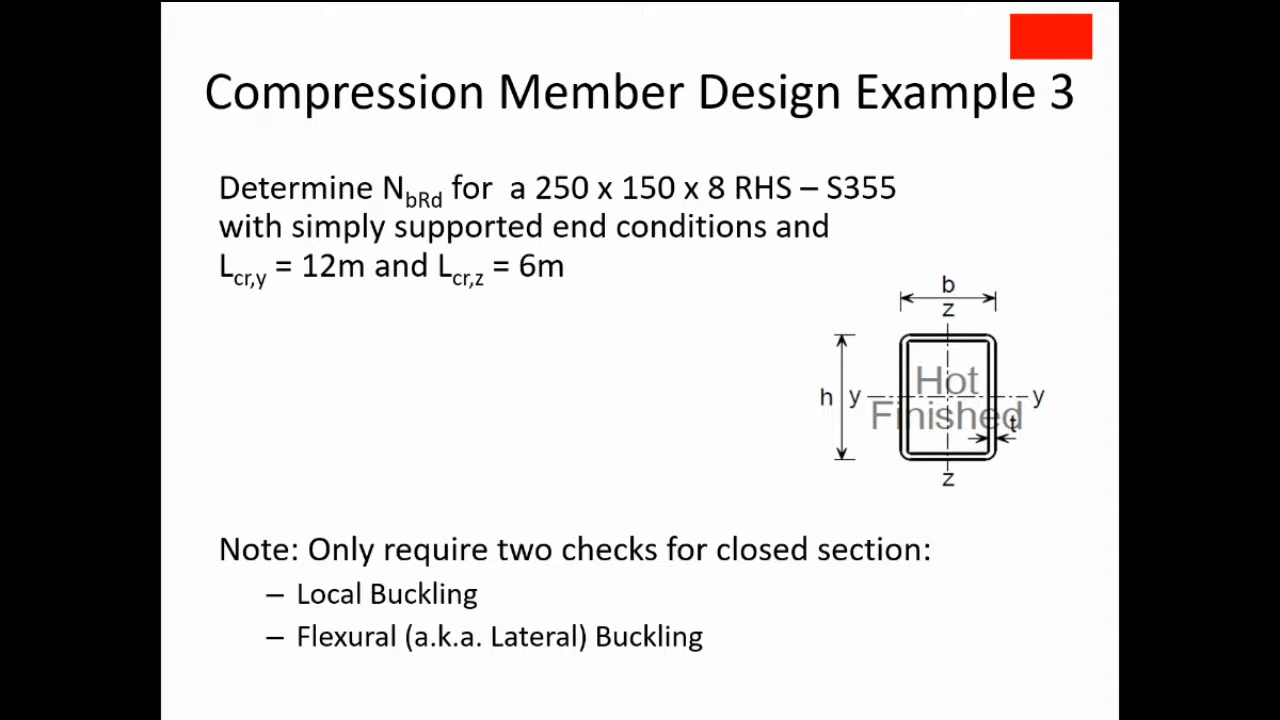 Compression Member Design Example 3
Determine NbRd for a 250 x 150 x 8 RHS – S355
with simply supported end conditions and
Lcr,y = 12m and Lcr,z = 6m
b
z
Hot
h y y
Finished
t
z
Note: Only require two checks for closed section:
– Local Buckling
– Flexural (a.k.a. Lateral) Buckling